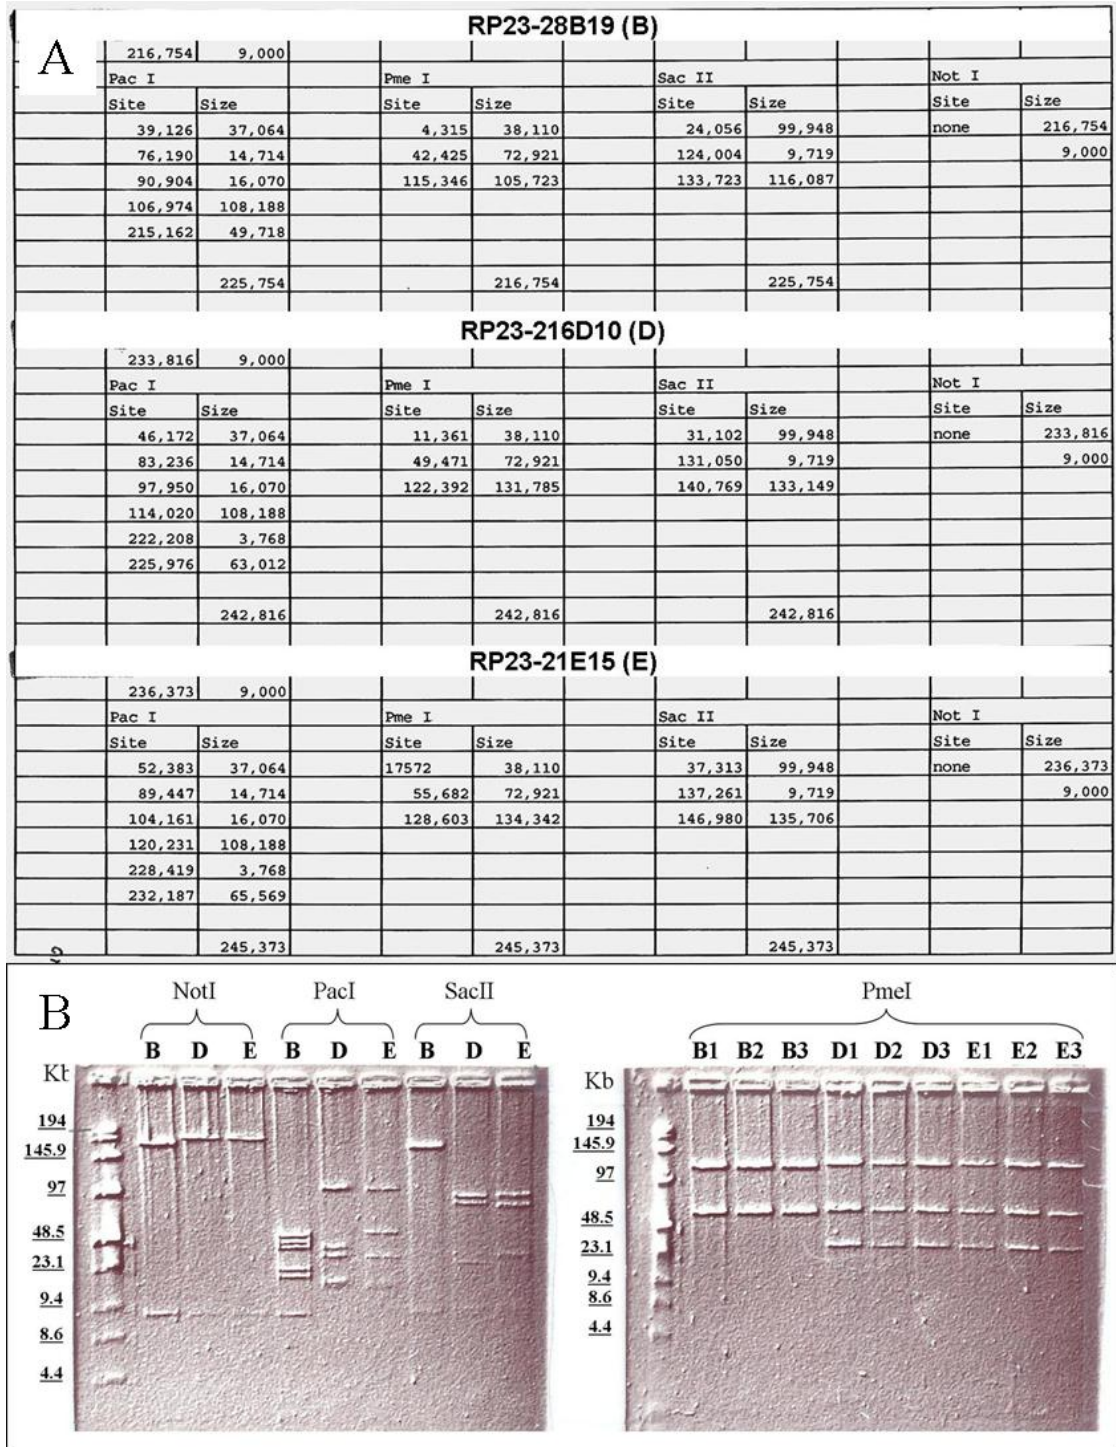 A
RP23-28B19 (B)
216,754 9,000
Pac I Pme I Sac II Not I
Site Size Site Size Site Size Site Size
39,126 37,064 4,315 38,110 24,056 99,948 none 216,754
76,190 14,714 42,425 72,921 124,004 9,719 9,000
90,904 16,070 115,346 105,723 133,723 116,087
106,974 108,188
215,162 49,718
225,754 216,754 225,754
RP23-216D10 (D)
233,816 9,000
Pac I Pme I Sac II Not I
Site Size Site Size Site Size Site Size
46,172 37,064 11,361 38,110 31,102 99,948 none 233,816
83,236 14,714 49,471 72,921 131,050 9,719 9,000
97,950 16,070 122,392 131,785 140,769 133,149
114,020 108,188
222,208 3,768
225,976 63,012
242,816 242,816 242,816
RP23-21E15 (E)
236,373 9,000
Pac I Pme I Sac II Not I
Site Size Site Size Site Size Site Size
52,383 37,064 17572 38,110 37,313 99,948 none 236,373
89,447 14,714 55,682 72,921 137,261 9,719 9,000
104,161 16,070 128,603 134,342 146,980 135,706
120,231 108,188
228,419 3,768
232,187 65,569
245,373 245,373 245,373
B
NotI PacI SacII PmeI
B D E B D E B D E B1 B2 B3 D1 D2 D3 E1 E2 E3
Kb Kb
194 194
145.9 145.9
97 97
48.5 48.5
23.1 23.1
9.4 9.4
8.6 8.6
4.4 4.4